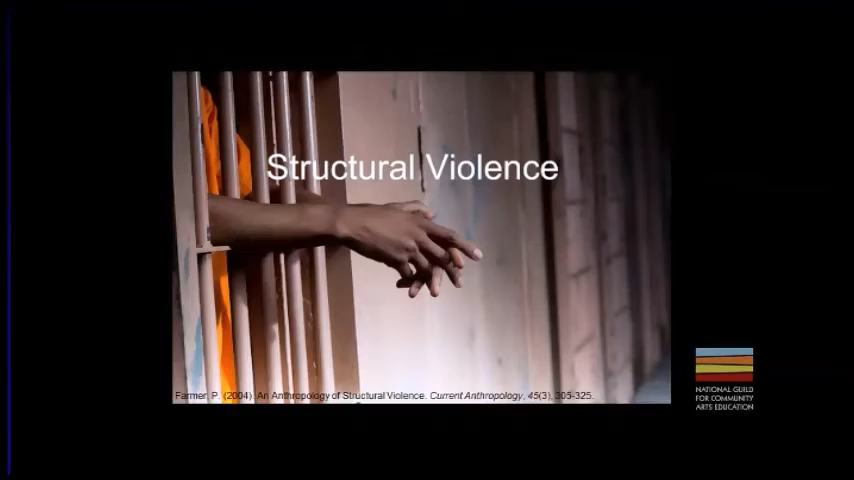 Structural Violence
Farmer, P. (2004). An Anthropology of Structural Violence. Current Anthropology, 45(3), 305-325.
NATIONAL GUILD
FOR COMMUNITY
ARTS EDUCATION